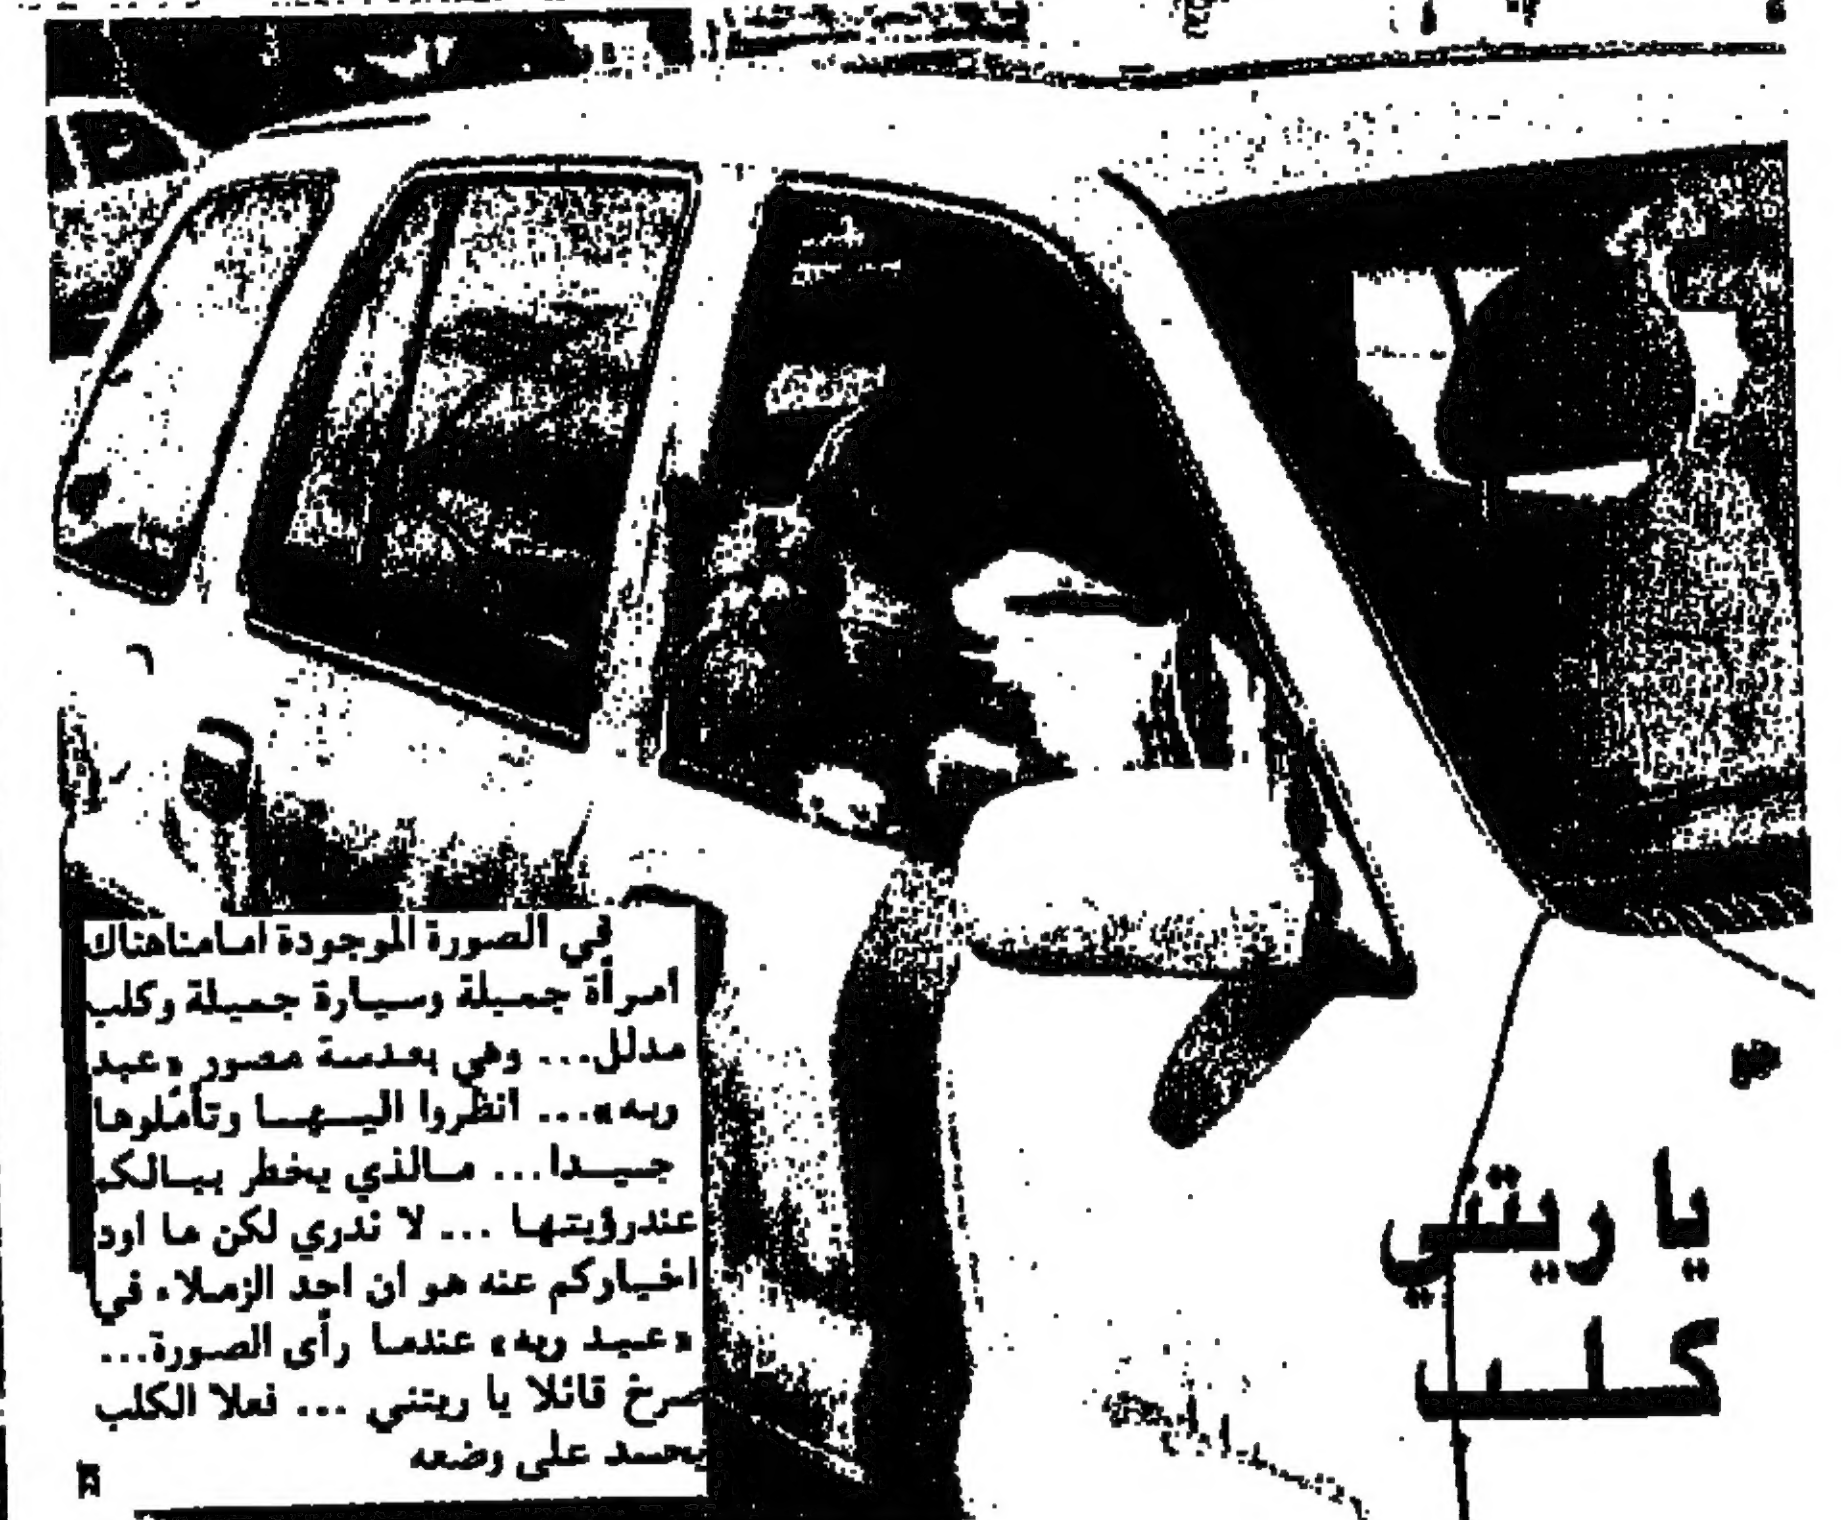 يا ريتني
كلب
في الصورة الموجودة امامنا هناك
امرأة جميلة وسيارة جميلة وكلب
مدلل... وهي بعدسة مصور «عبد
ربه»... انظروا اليها وتأملوها
جيدا... مالذي يخطر ببالكم
عندرؤيتها ... لا ندري لكن ما اود
اخباركم عنه هو ان احد الزملاء في
«عبد ربه» عندما رأى الصورة...
صرخ قائلا يا ريتني ... فعلا الكلب
يحسد على وضعه